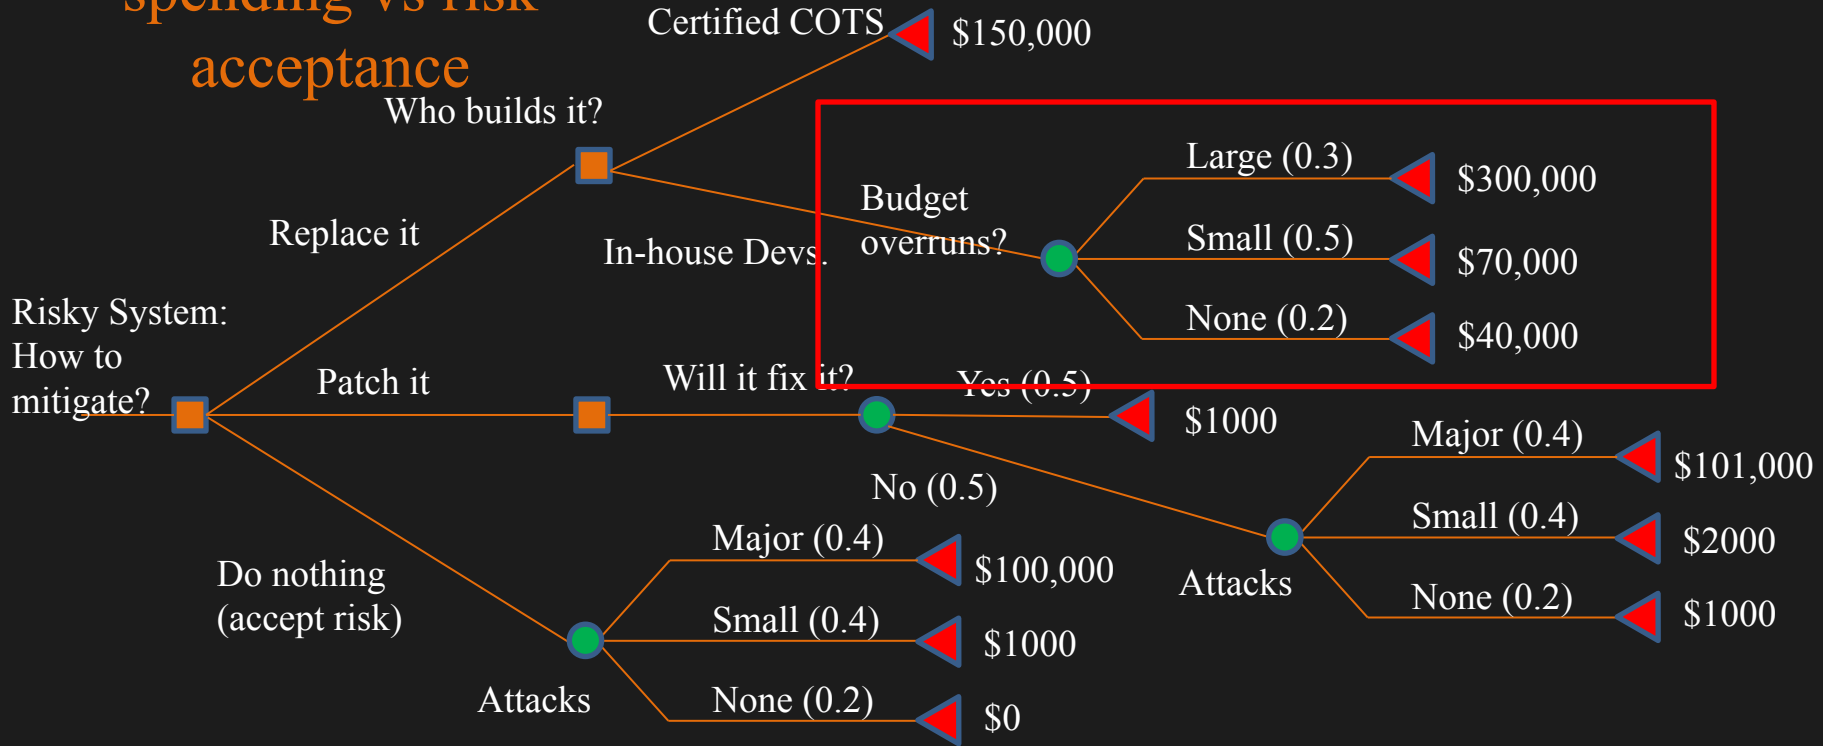 spending vs risk
acceptance
Certified COTS
$150,000
Who builds it?
Large (0.3)
$300,000
Budget
overruns?
Small (0.5)
$70,000
Replace it
In-house Devs.
None (0.2)
$40,000
Risky System:
How to
mitigate?
Patch it
Will it fix it?
Yes (0.5)
$1000
No (0.5)
Major (0.4)
$101,000
Small (0.4)
$2000
Attacks
None (0.2)
$1000
Do nothing
(accept risk)
Major (0.4)
$100,000
Small (0.4)
$1000
Attacks
None (0.2)
$0